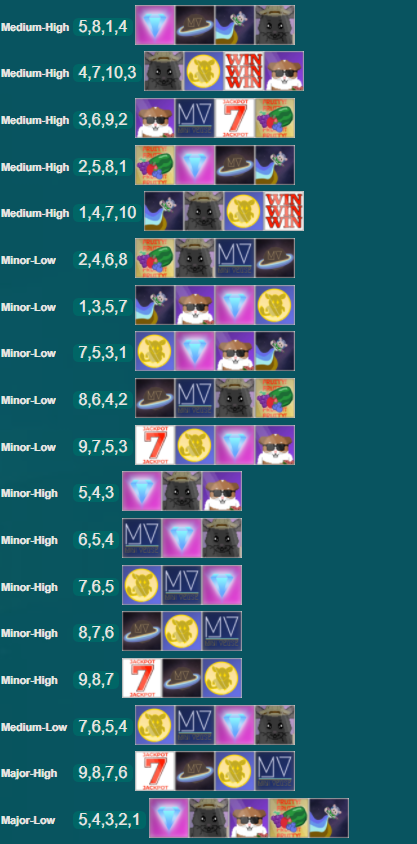 Medium-High 5,8,1,4
Medium-High 4,7,10,3 WIN WIN WIN
Medium-High 3,6,9,2 MV JACKPOT 7 JACKPOT
Medium-High 2,5,8,1
Medium-High 1,4,7,10 WIN WIN WIN
Minor-Low 2,4,6,8 MV
Minor-Low 1,3,5,7
Minor-Low 7,5,3,1
Minor-Low 8,6,4,2 MV
Minor-Low 9,7,5,3 JACKPOT 7 JACKPOT
Minor-High 5,4,3
Minor-High 6,5,4 MV
Minor-High 7,6,5 MV
Minor-High 8,7,6 MV
Minor-High 9,8,7 JACKPOT 7 JACKPOT
Medium-Low 7,6,5,4 MV
Major-High 9,8,7,6 JACKPOT 7 JACKPOT MV
Major-Low 5,4,3,2,1